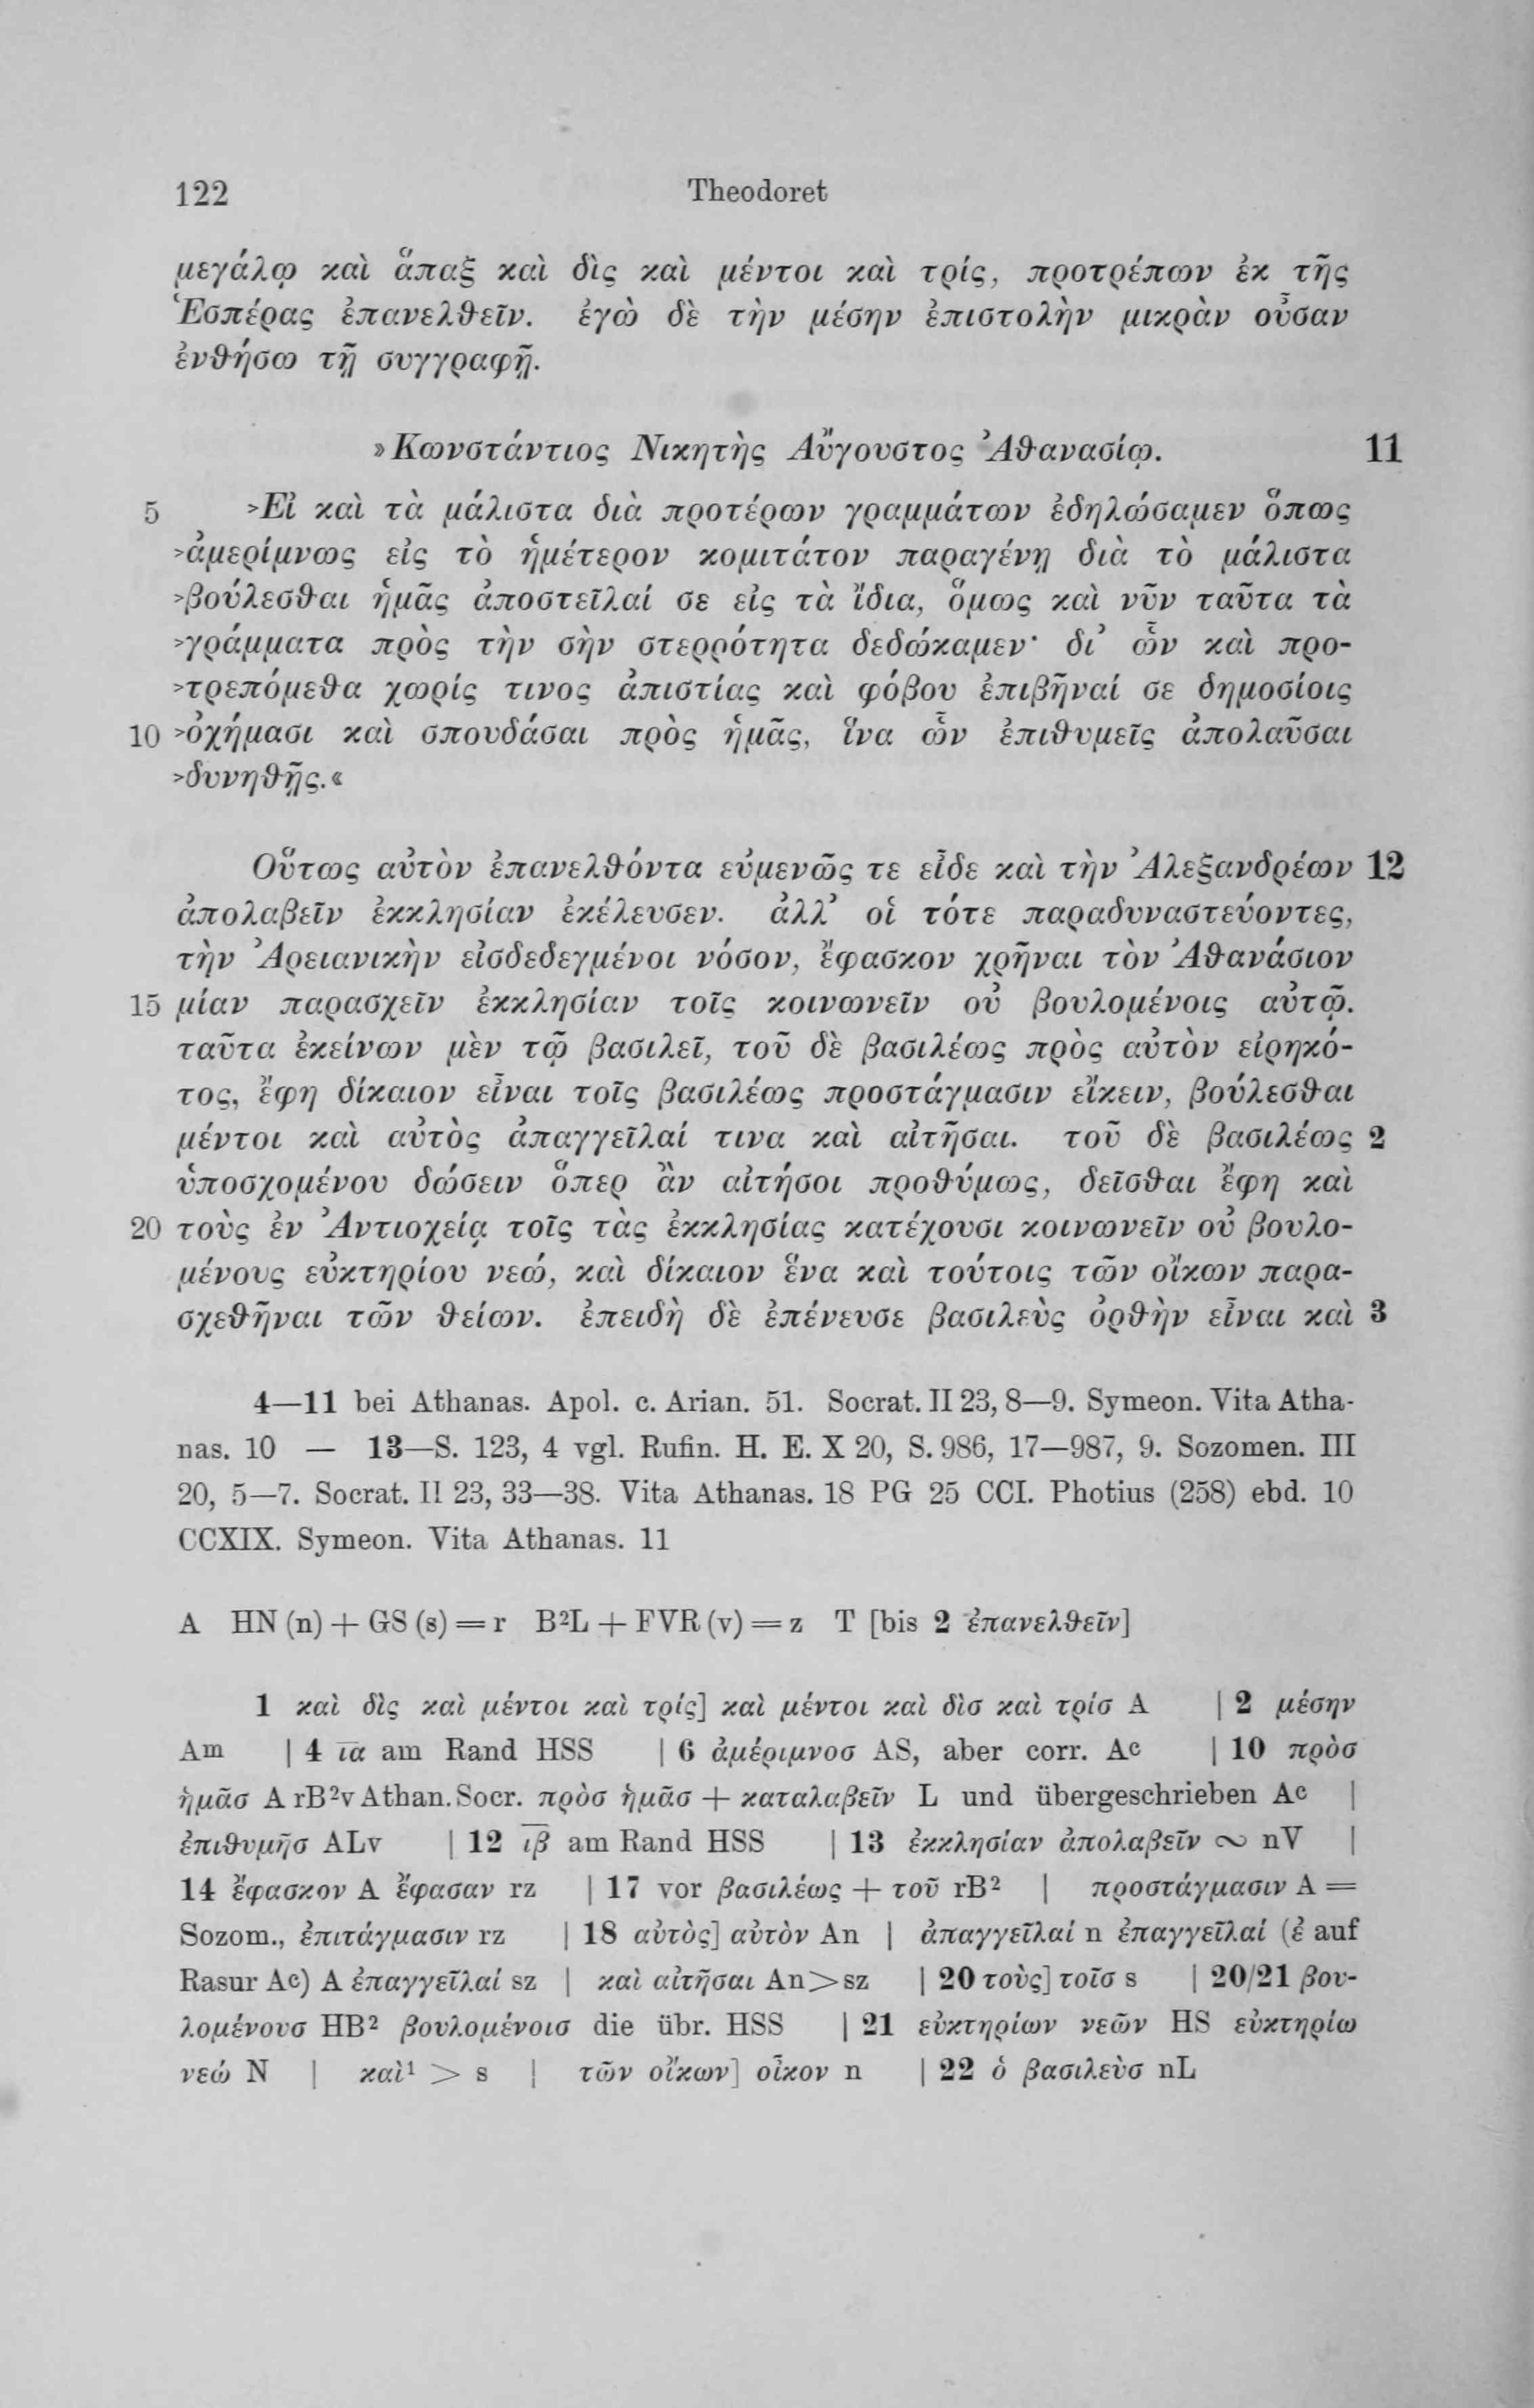 122 Theodoret
μεγάλῳ καὶ ἅπαξ καὶ δὶς καὶ μέντοι καὶ τρίς, προτρέπων ἐκ τῆς
Ἑσπέρας ἐπανελθεῖν. ἐγὼ δὲ τὴν μέσην ἐπιστολὴν μικρὰν οὖσαν
ἐνθήσω τῇ συγγραφῇ.
»Κωνστάντιος Νικητὴς Αὔγουστος Ἀθανασίῳ. 11
5 >Εἰ καὶ τὰ μάλιστα διὰ προτέρων γραμμάτων ἐδηλώσαμεν ὅπως
>ἀμερίμνως εἰς τὸ ἡμέτερον κομιτάτον παραγένῃ διὰ τὸ μάλιστα
>βούλεσθαι ἡμᾶς ἀποστεῖλαί σε εἰς τὰ ἴδια, ὅμως καὶ νῦν ταῦτα τὰ
>γράμματα πρὸς τὴν σὴν στερρότητα δεδώκαμεν· δι’ ὧν καὶ προ-
>τρεπόμεθα χωρίς τινος ἀπιστίας καὶ φόβου ἐπιβῆναί σε δημοσίοις
10 >ὀχήμασι καὶ σπουδάσαι πρὸς ἡμᾶς, ἵνα ὧν ἐπιθυμεῖς ἀπολαῦσαι
>δυνηθῇς.«
Οὕτως αὐτὸν ἐπανελθόντα εὐμενῶς τε εἶδε καὶ τὴν Ἀλεξανδρέων 12
ἀπολαβεῖν ἐκκλησίαν ἐκέλευσεν. ἀλλ’ οἱ τότε παραδυναστεύοντες,
τὴν Ἀρειανικὴν εἰσδεδεγμένοι νόσον, ἔφασκον χρῆναι τὸν Ἀθανάσιον
15 μίαν παρασχεῖν ἐκκλησίαν τοῖς κοινωνεῖν οὐ βουλομένοις αὐτῷ.
ταῦτα ἐκείνων μὲν τῷ βασιλεῖ, τοῦ δὲ βασιλέως πρὸς αὐτὸν εἰρηκό-
τος, ἔφη δίκαιον εἶναι τοῖς βασιλέως προστάγμασιν εἴκειν, βούλεσθαι
μέντοι καὶ αὐτὸς ἀπαγγεῖλαί τινα καὶ αἰτῆσαι. τοῦ δὲ βασιλέως 2
ὑποσχομένου δώσειν ὅπερ ἂν αἰτήσοι προθύμως, δεῖσθαι ἔφη καὶ
20 τοὺς ἐν Ἀντιοχείᾳ τοῖς τὰς ἐκκλησίας κατέχουσι κοινωνεῖν οὐ βουλο-
μένους εὐκτηρίου νεώ, καὶ δίκαιον ἕνα καὶ τούτοις τῶν οἴκων παρα-
σχεθῆναι τῶν θείων. ἐπειδὴ δὲ ἐπένευσε βασιλεὺς ὀρθὴν εἶναι καὶ 3
4—11 bei Athanas. Apol. c. Arian. 51. Socrat. II 23, 8—9. Symeon. Vita Atha-
nas. 10 — 13—S. 123, 4 vgl. Rufin. H. E. X 20, S. 986, 17—987, 9. Sozomen. III
20, 5—7. Socrat. II 23, 33—38. Vita Athanas. 18 PG 25 CCI. Photius (258) ebd. 10
CCXIX. Symeon. Vita Athanas. 11
A HN (n) + GS (s) = r B²L + FVR (v) = z T [bis 2 ἐπανελθεῖν]
1 καὶ δὶς καὶ μέντοι καὶ τρίς] καὶ μέντοι καὶ δὶσ καὶ τρίσ A | 2 μέσην
Am | 4 ι̅α̅ am Rand HSS | 6 ἀμέριμνοσ AS, aber corr. Ac | 10 πρὸσ
ἡμᾶσ A rB²v Athan. Socr. πρὸσ ἡμᾶσ + καταλαβεῖν L und übergeschrieben Ac |
ἐπιθυμῆσ ALv | 12 ι̅β̅ am Rand HSS | 13 ἐκκλησίαν ἀπολαβεῖν ∾ nV |
14 ἔφασκον A ἔφασαν rz | 17 vor βασιλέως + τοῦ rB² | προστάγμασιν A =
Sozom., ἐπιτάγμασιν rz | 18 αὐτὸς] αὐτὸν An | ἀπαγγεῖλαί n ἐπαγγεῖλαί (ἐ auf
Rasur Ac) A ἐπαγγεῖλαί sz | καὶ αἰτῆσαι An > sz | 20 τοὺς] τοῖσ s | 20/21 βου-
λομένουσ HB² βουλομένοισ die übr. HSS | 21 εὐκτηρίων νεῶν HS εὐκτηρίω
νεώ N | καὶ¹ > s | τῶν οἴκων] οἶκον n | 22 ὁ βασιλεὺσ nL